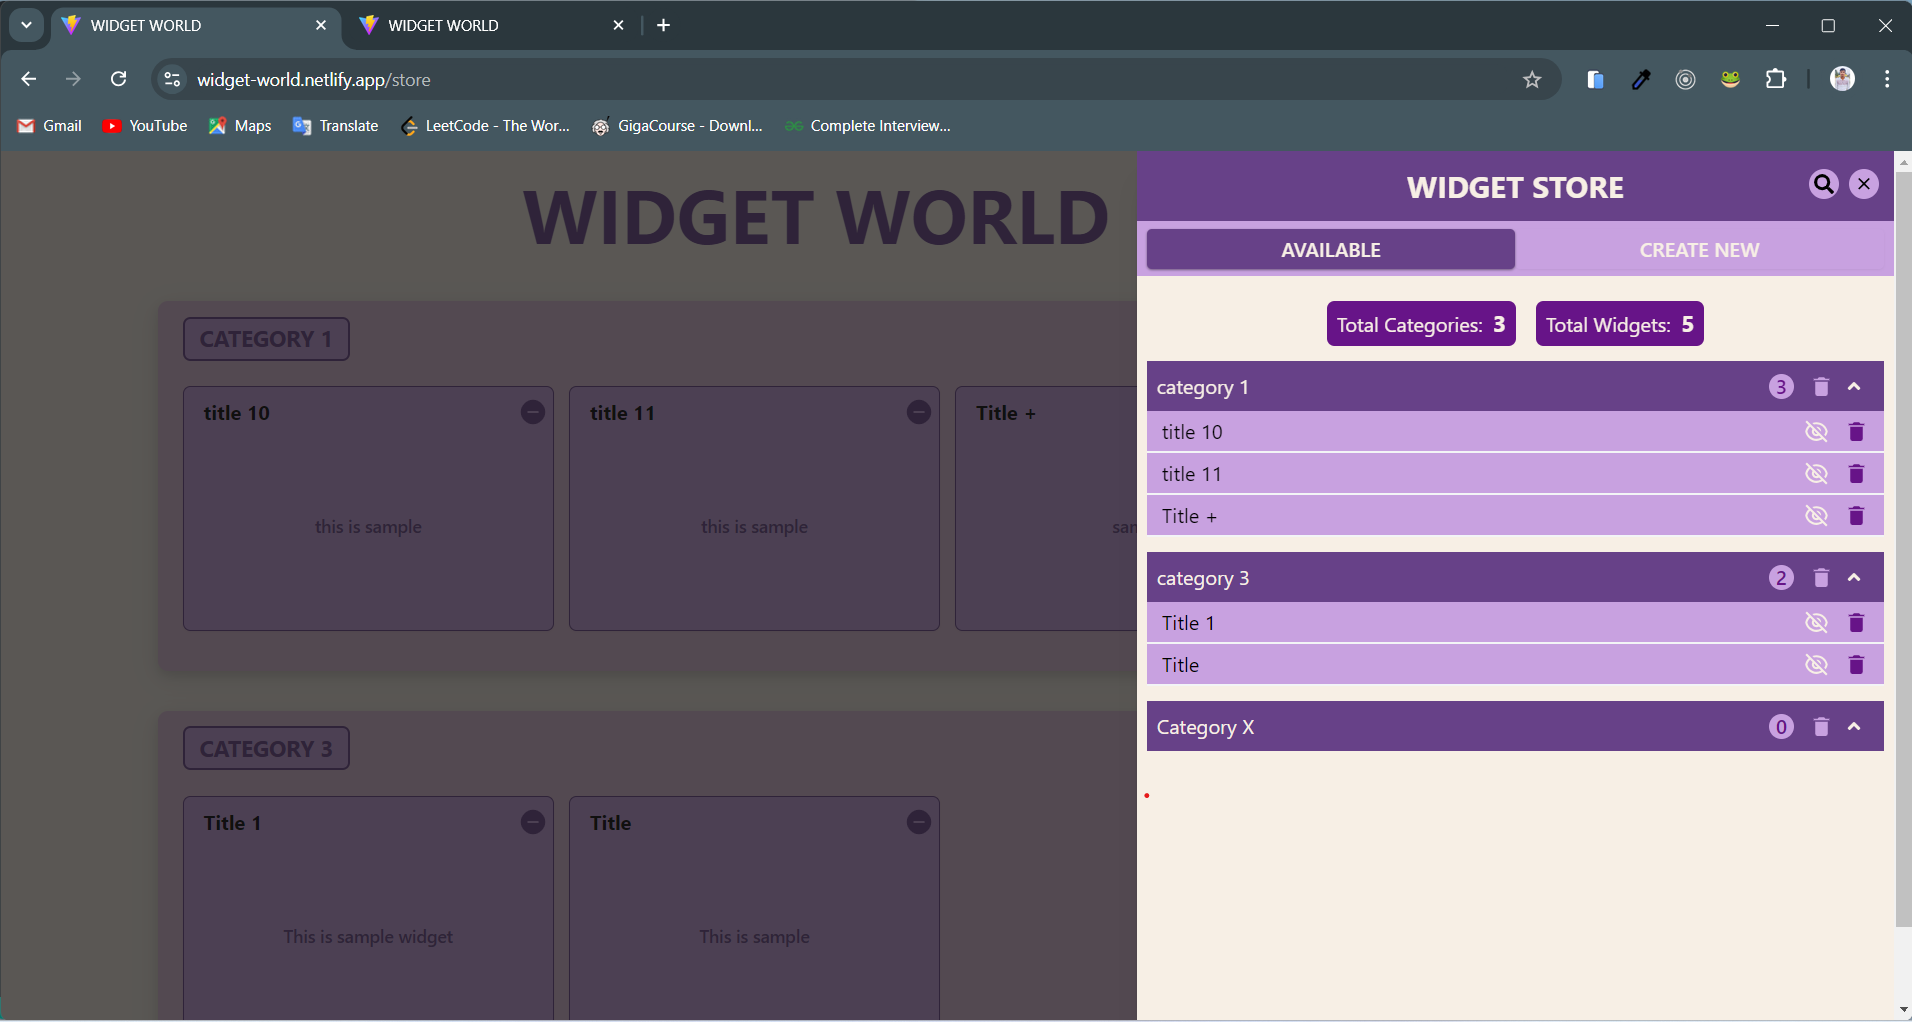 WIDGET WORLD
WIDGET WORLD
widget-world.netlify.app/store
Gmail
YouTube
Maps
Translate
LeetCode - The Wor...
GigaCourse - Downl...
Complete Interview...
WIDGET WORLD
CATEGORY 1
title 10
this is sample
title 11
this is sample
Title +
san
CATEGORY 3
Title 1
This is sample widget
Title
This is sample
WIDGET STORE
AVAILABLE
CREATE NEW
Total Categories: 3
Total Widgets: 5
category 1
3
title 10
title 11
Title +
category 3
2
Title 1
Title
Category X
0